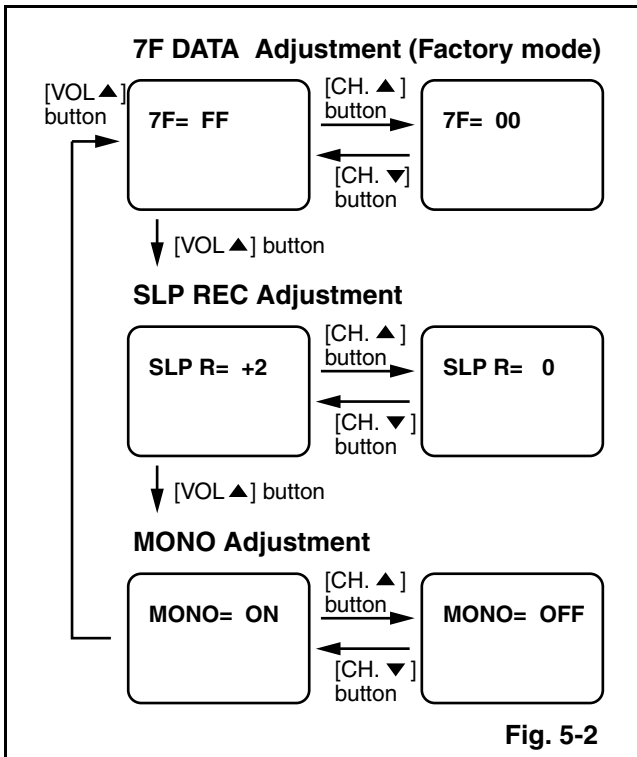 7F DATA Adjustment (Factory mode)
[VOL ▲]
button
7F= FF
[CH. ▲]
button
7F= 00
[CH. ▼]
button
[VOL ▲] button
SLP REC Adjustment
SLP R= +2
[CH. ▲]
button
SLP R= 0
[CH. ▼]
button
[VOL ▲] button
MONO Adjustment
MONO= ON
[CH. ▲]
button
MONO= OFF
[CH. ▼]
button
Fig. 5-2